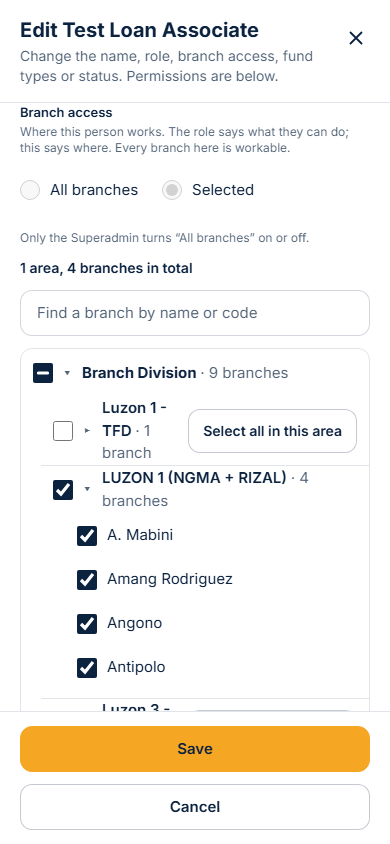 Edit Test Loan Associate
Change the name, role, branch access, fund
types or status. Permissions are below.
Branch access
Where this person works. The role says what they can do;
this says where. Every branch here is workable.
All branches
Selected
Only the Superadmin turns “All branches” on or off.
1 area, 4 branches in total
Find a branch by name or code
Branch Division · 9 branches
Luzon 1 -
TFD · 1
branch
Select all in this area
LUZON 1 (NGMA + RIZAL) · 4
branches
A. Mabini
Amang Rodriguez
Angono
Antipolo
Luzon 3 -
Save
Cancel